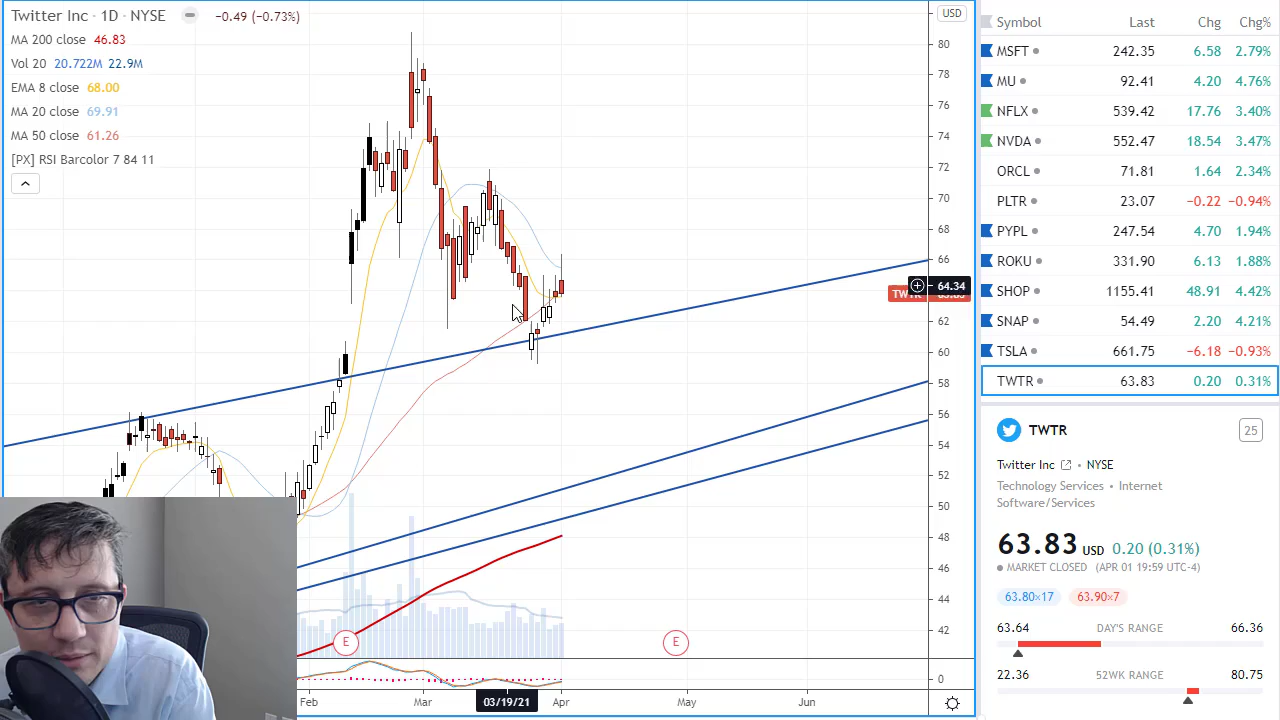 Twitter Inc · 1D · NYSE −0.49 (−0.73%)
MA 200 close 46.83
Vol 20 20.722M 22.9M
EMA 8 close 68.00
MA 20 close 69.91
MA 50 close 61.26
[PX] RSI Barcolor 7 84 11
USD
80
78
76
74
72
70
68
66
64.34
62
60
58
56
54
52
50
48
46
44
42
0
E
E
Feb
Mar
03/19/21
Apr
May
Jun
Symbol Last Chg Chg%
MSFT 242.35 6.58 2.79%
MU 92.41 4.20 4.76%
NFLX 539.42 17.76 3.40%
NVDA 552.47 18.54 3.47%
ORCL 71.81 1.64 2.34%
PLTR 23.07 −0.22 −0.94%
PYPL 247.54 4.70 1.94%
ROKU 331.90 6.13 1.88%
SHOP 1155.41 48.91 4.42%
SNAP 54.49 2.20 4.21%
TSLA 661.75 −6.18 −0.93%
TWTR 63.83 0.20 0.31%
TWTR 25
Twitter Inc • NYSE
Technology Services • Internet
Software/Services
63.83 USD 0.20 (0.31%)
MARKET CLOSED (APR 01 19:59 UTC-4)
63.80×17 63.90×7
63.64 DAY'S RANGE 66.36
22.36 52WK RANGE 80.75